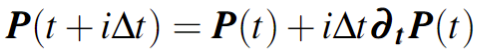 𝑷(t + iΔt) = 𝑷(t) + iΔt𝝏ₜ𝑷(t)